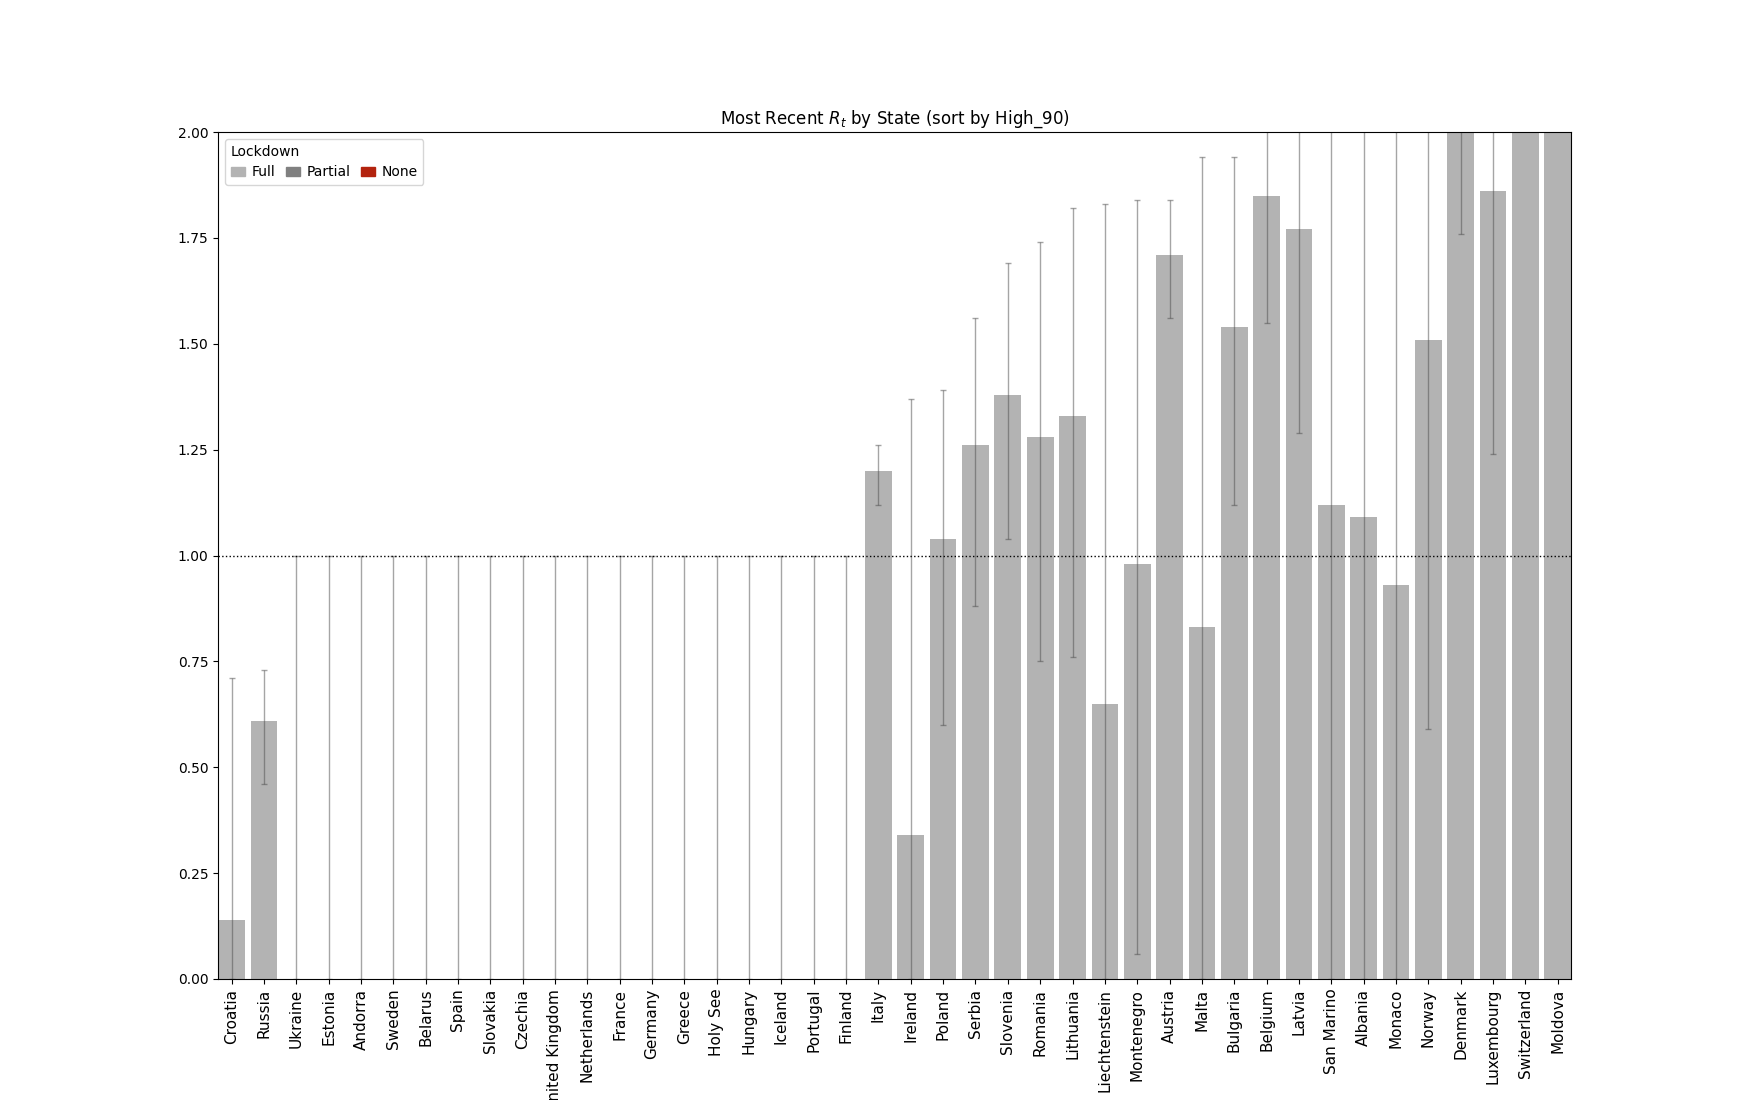 Most Recent R_t by State (sort by High_90)
Lockdown
Full Partial None
2.00
1.75
1.50
1.25
1.00
0.75
0.50
0.25
0.00
Croatia
Russia
Ukraine
Estonia
Andorra
Sweden
Belarus
Spain
Slovakia
Czechia
nited Kingdom
Netherlands
France
Germany
Greece
Holy See
Hungary
Iceland
Portugal
Finland
Italy
Ireland
Poland
Serbia
Slovenia
Romania
Lithuania
Liechtenstein
Montenegro
Austria
Malta
Bulgaria
Belgium
Latvia
San Marino
Albania
Monaco
Norway
Denmark
Luxembourg
Switzerland
Moldova